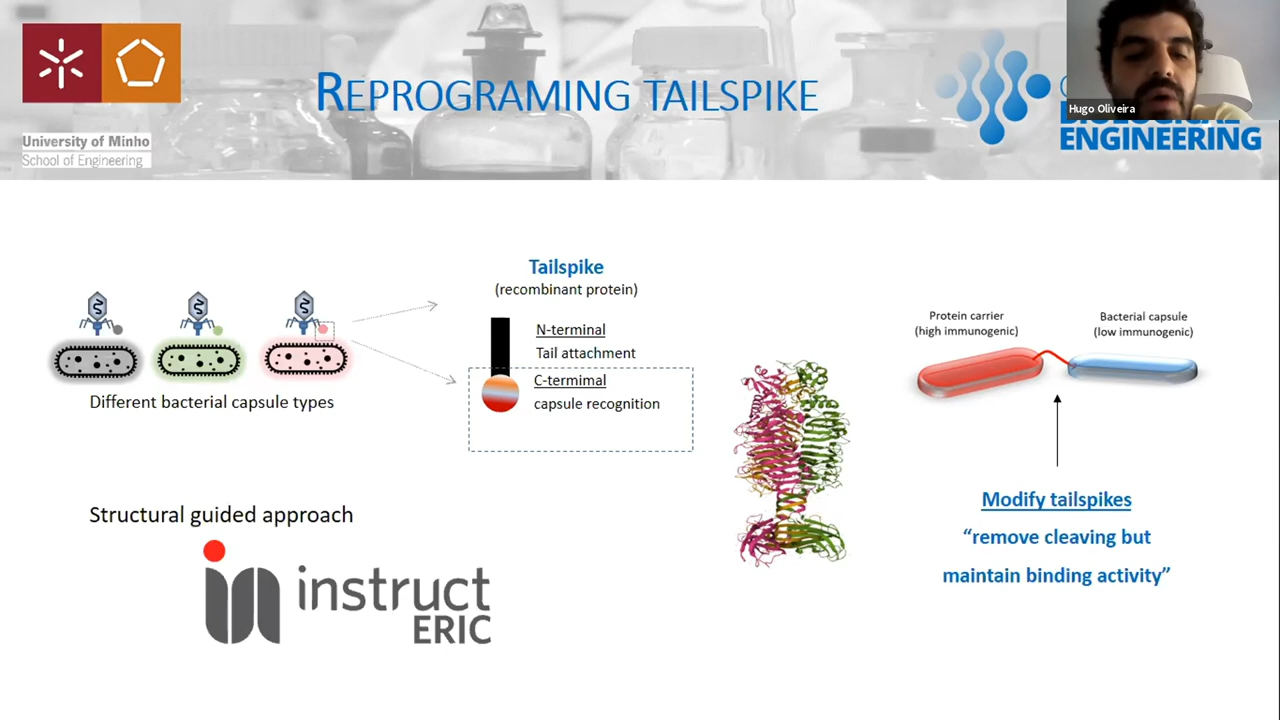 REPROGRAMING TAILSPIKE
University of Minho
School of Engineering
Hugo Oliveira
ENGINEERING
Tailspike
(recombinant protein)
N-terminal
Tail attachment
C-termimal
capsule recognition
Different bacterial capsule types
Protein carrier
(high immunogenic)
Bacterial capsule
(low immunogenic)
Modify tailspikes
“remove cleaving but
maintain binding activity”
Structural guided approach
instruct
ERIC